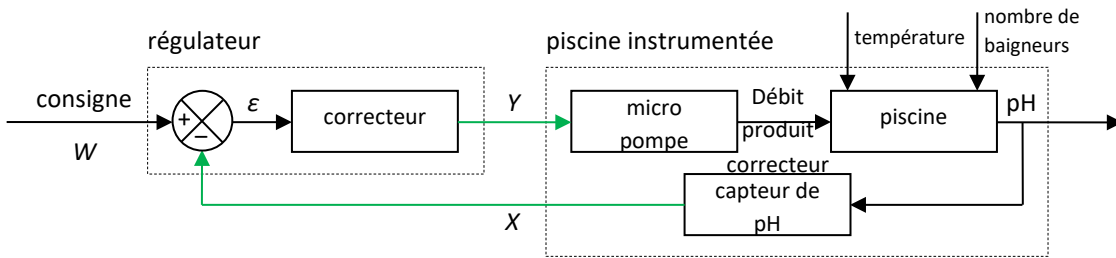 régulateur
piscine instrumentée
température
nombre de
baigneurs
consigne
W
+
−
ε
correcteur
Y
micro
pompe
Débit
produit
correcteur
piscine
pH
capteur de
pH
X